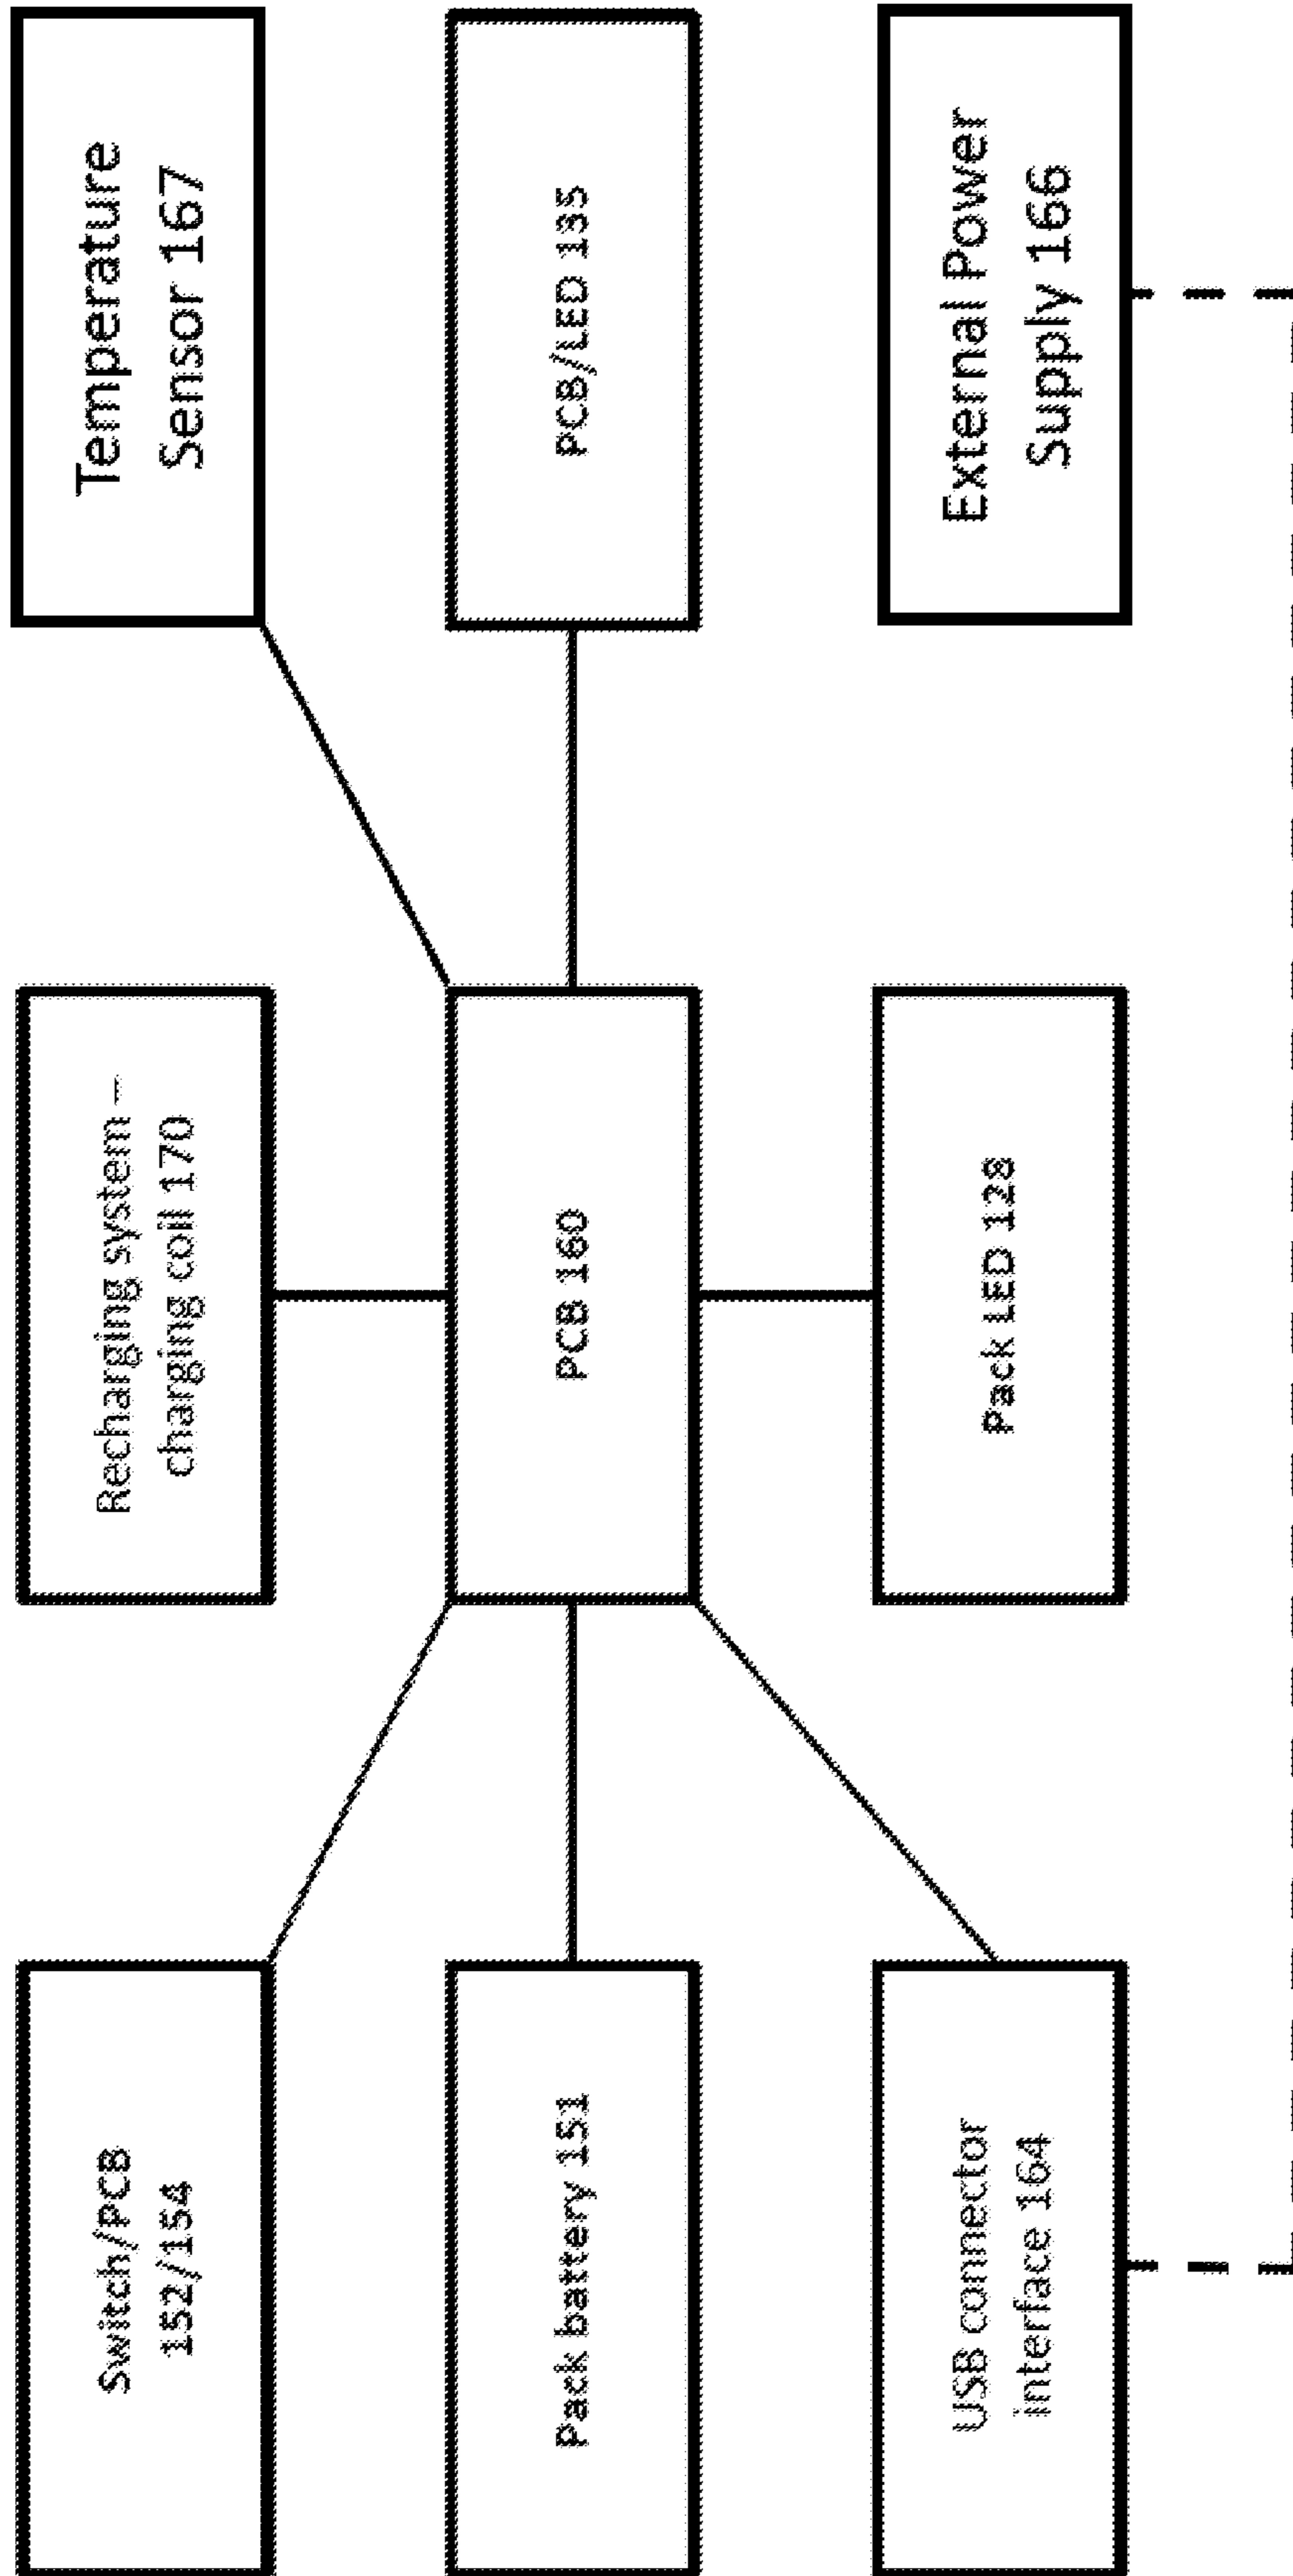 Switch/PCB
152/154
Recharging system –
charging coil 170
Temperature
Sensor 167
Pack battery 151
PCB 160
PCB/LED 135
USB connector
interface 164
Pack LED 128
External Power
Supply 166